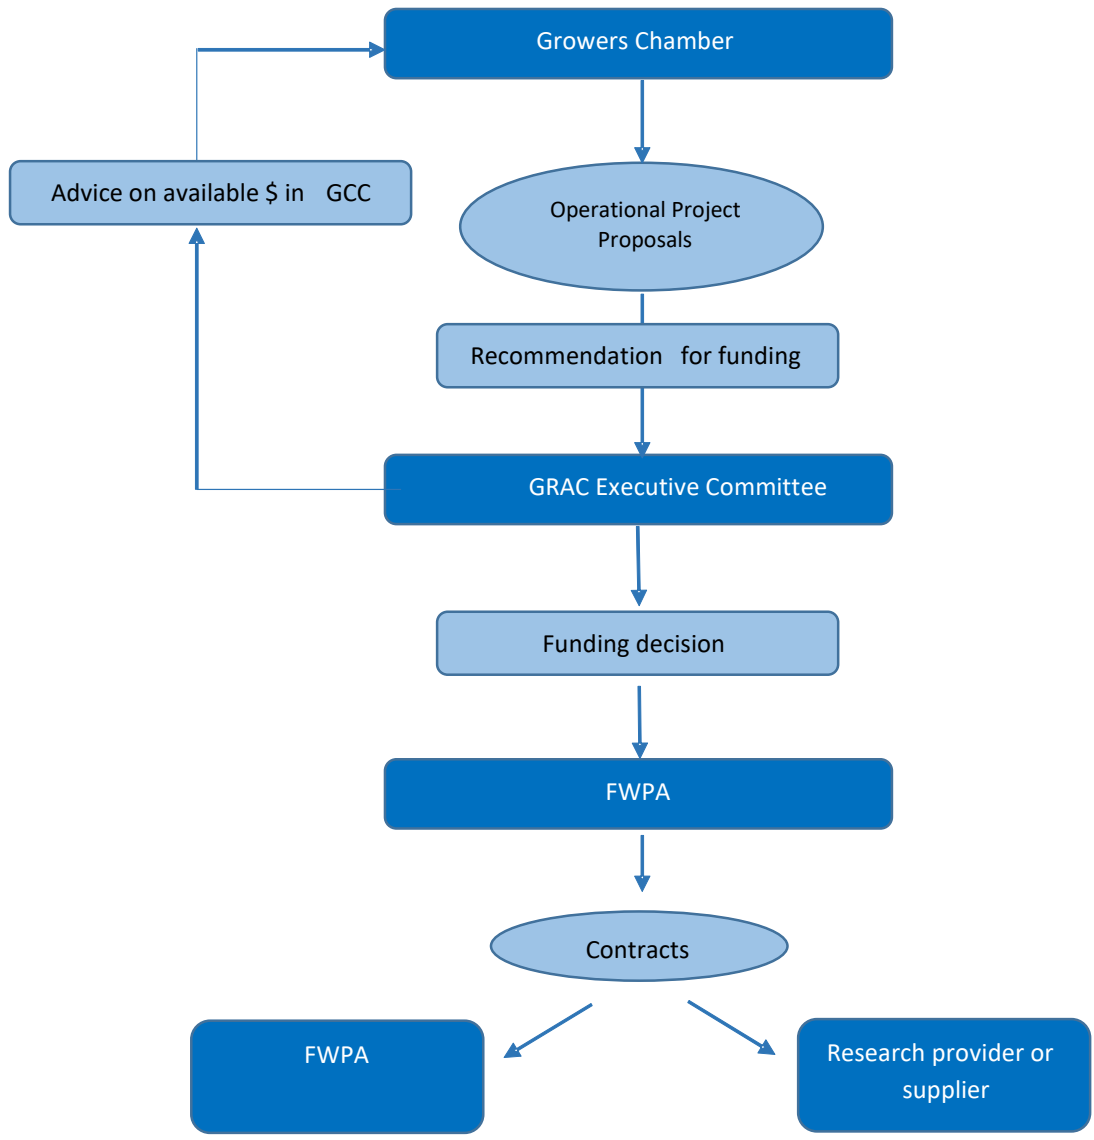 Growers Chamber
Advice on available $ in GCC
Operational Project
Proposals
Recommendation for funding
GRAC Executive Committee
Funding decision
FWPA
Contracts
FWPA
Research provider or
supplier